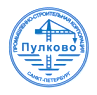 ПРОМЫШЛЕННО-СТРОИТЕЛЬНАЯ КОРПОРАЦИЯ
Пулково
САНКТ-ПЕТЕРБУРГ